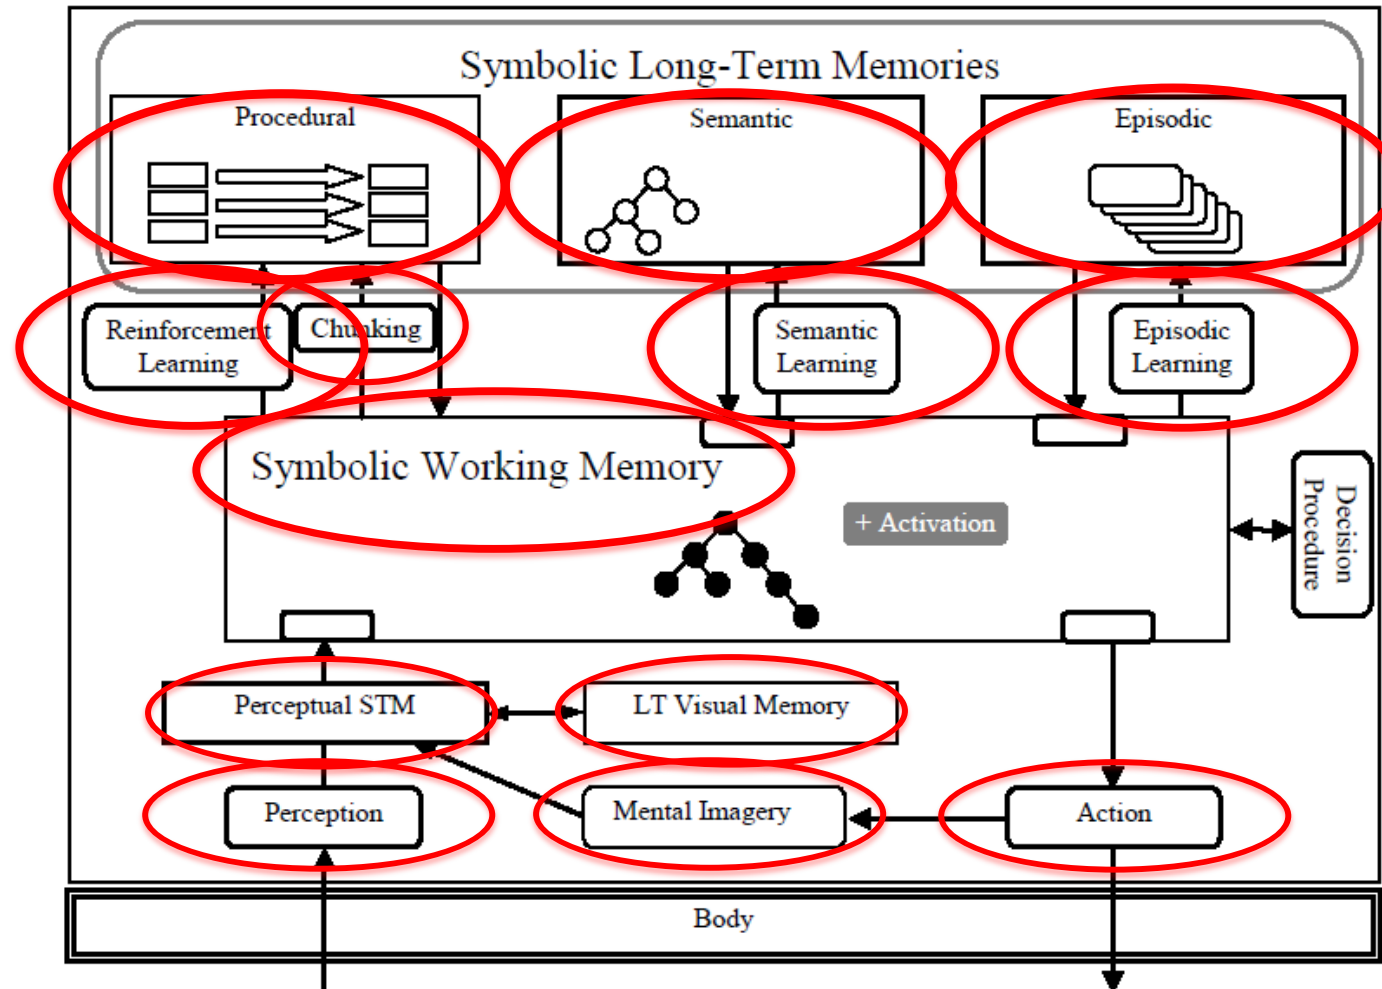 Symbolic Long-Term Memories
Procedural
Semantic
Episodic
Reinforcement
Learning
Chunking
Semantic
Learning
Episodic
Learning
Symbolic Working Memory
+ Activation
Decision
Procedure
Perceptual STM
LT Visual Memory
Perception
Mental Imagery
Action
Body